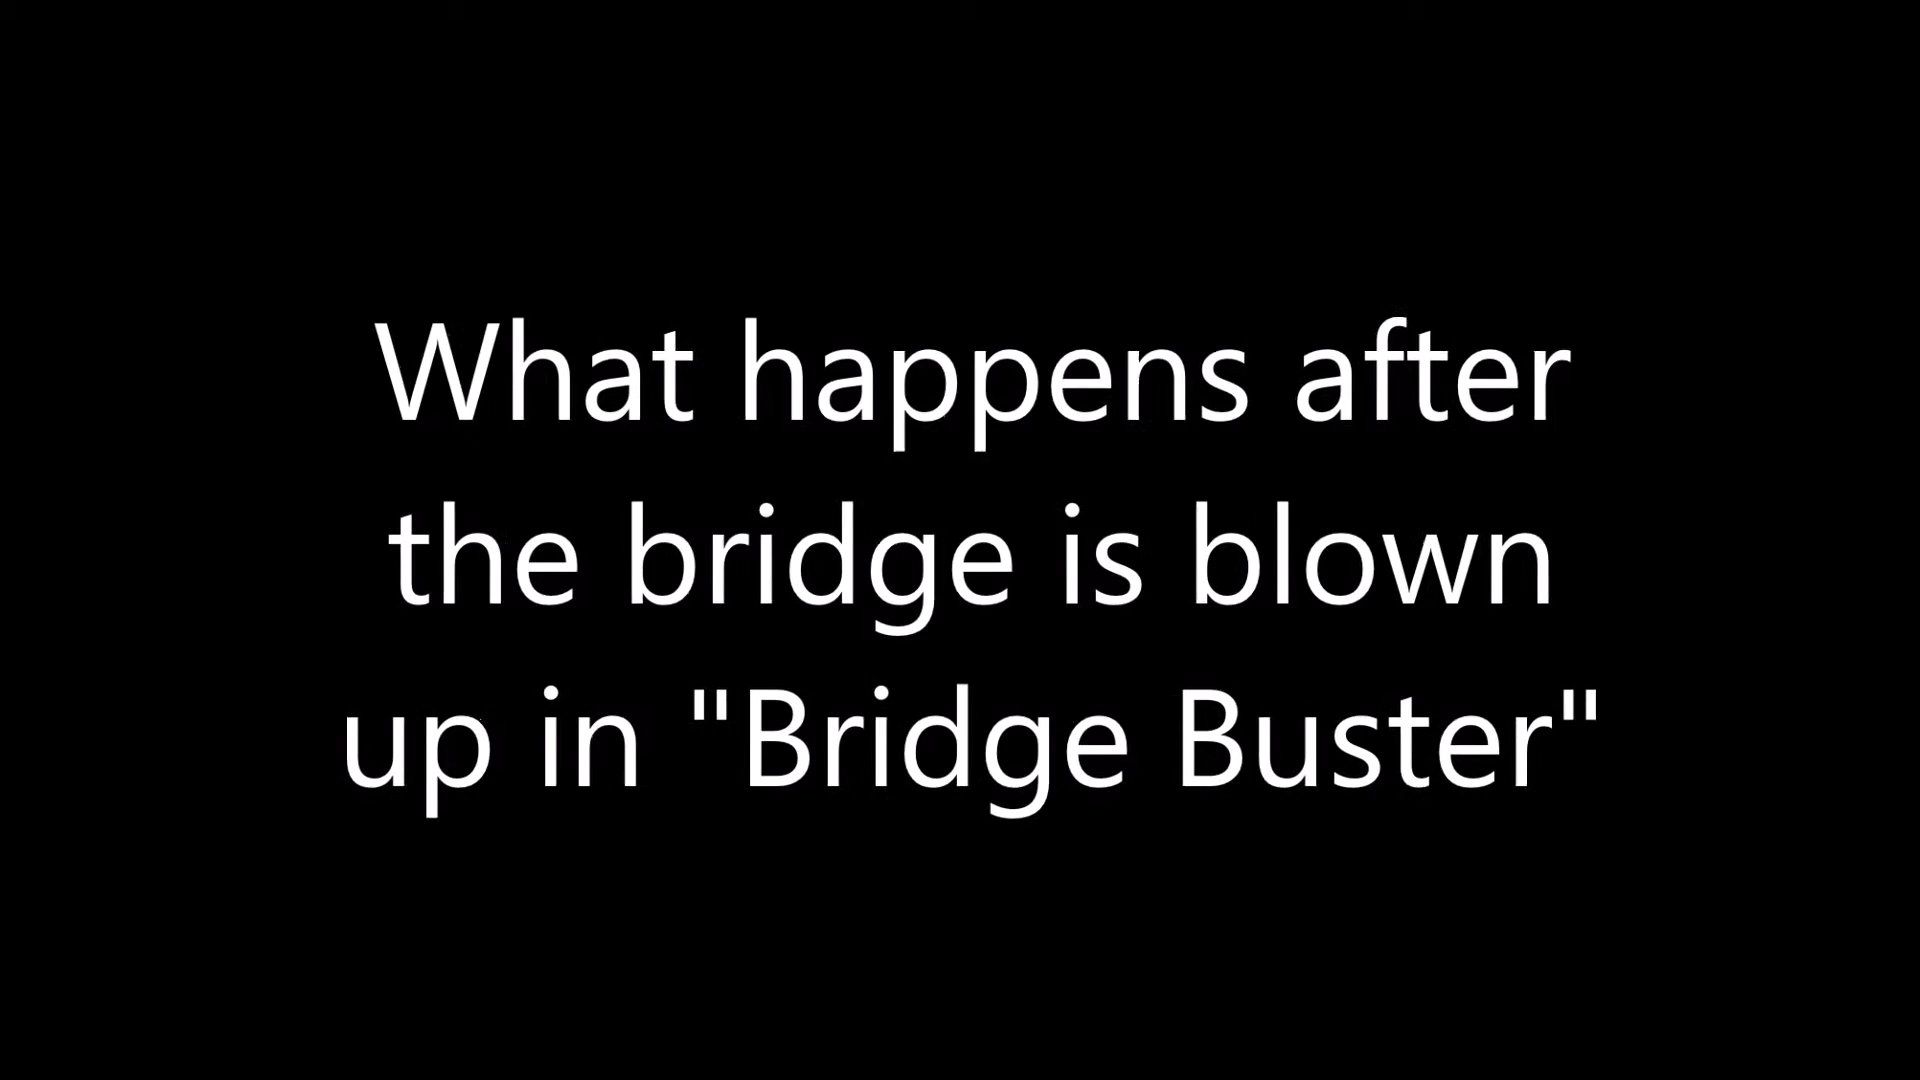 What happens after
the bridge is blown
up in "Bridge Buster"